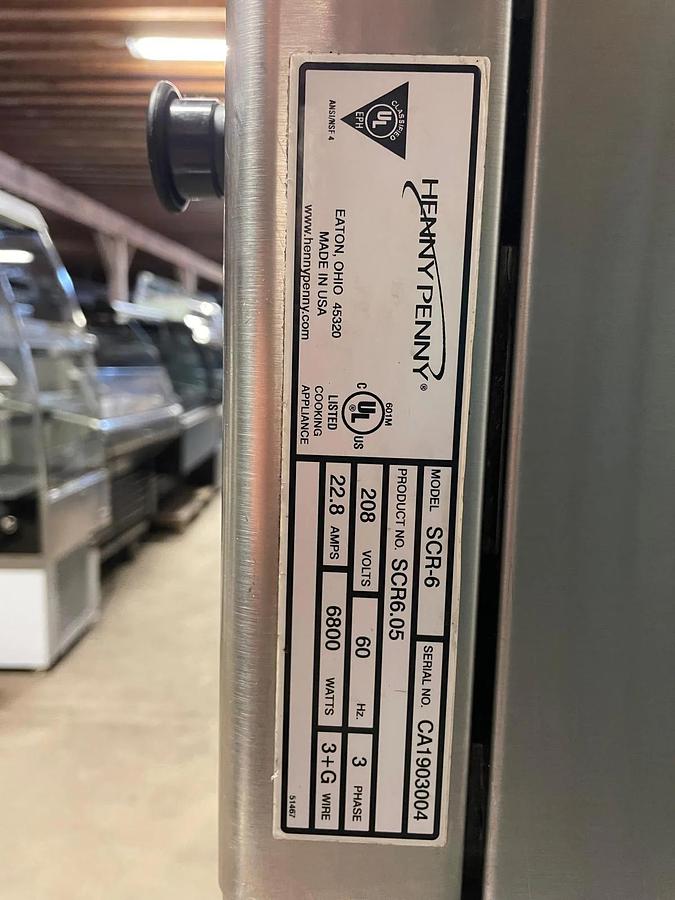 CLASSIFIED
UL
EPH
ANSI/NSF 4
HENNY PENNY®
EATON, OHIO 45320
MADE IN USA
www.hennypenny.com
601M
C UL® US
LISTED
COOKING
APPLIANCE
MODEL SCR-6 SERIAL NO. CA1903004
PRODUCT NO. SCR6.05
208 VOLTS 60 Hz. 3 PHASE
22.8 AMPS 6800 WATTS 3+G WIRE
51467